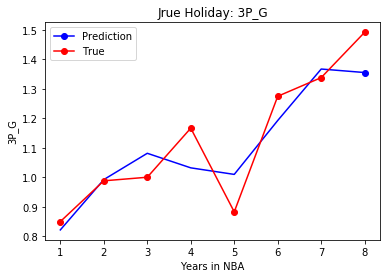 Jrue Holiday: 3P_G
Prediction
True
3P_G
1.5
1.4
1.3
1.2
1.1
1.0
0.9
0.8
1 2 3 4 5 6 7 8
Years in NBA